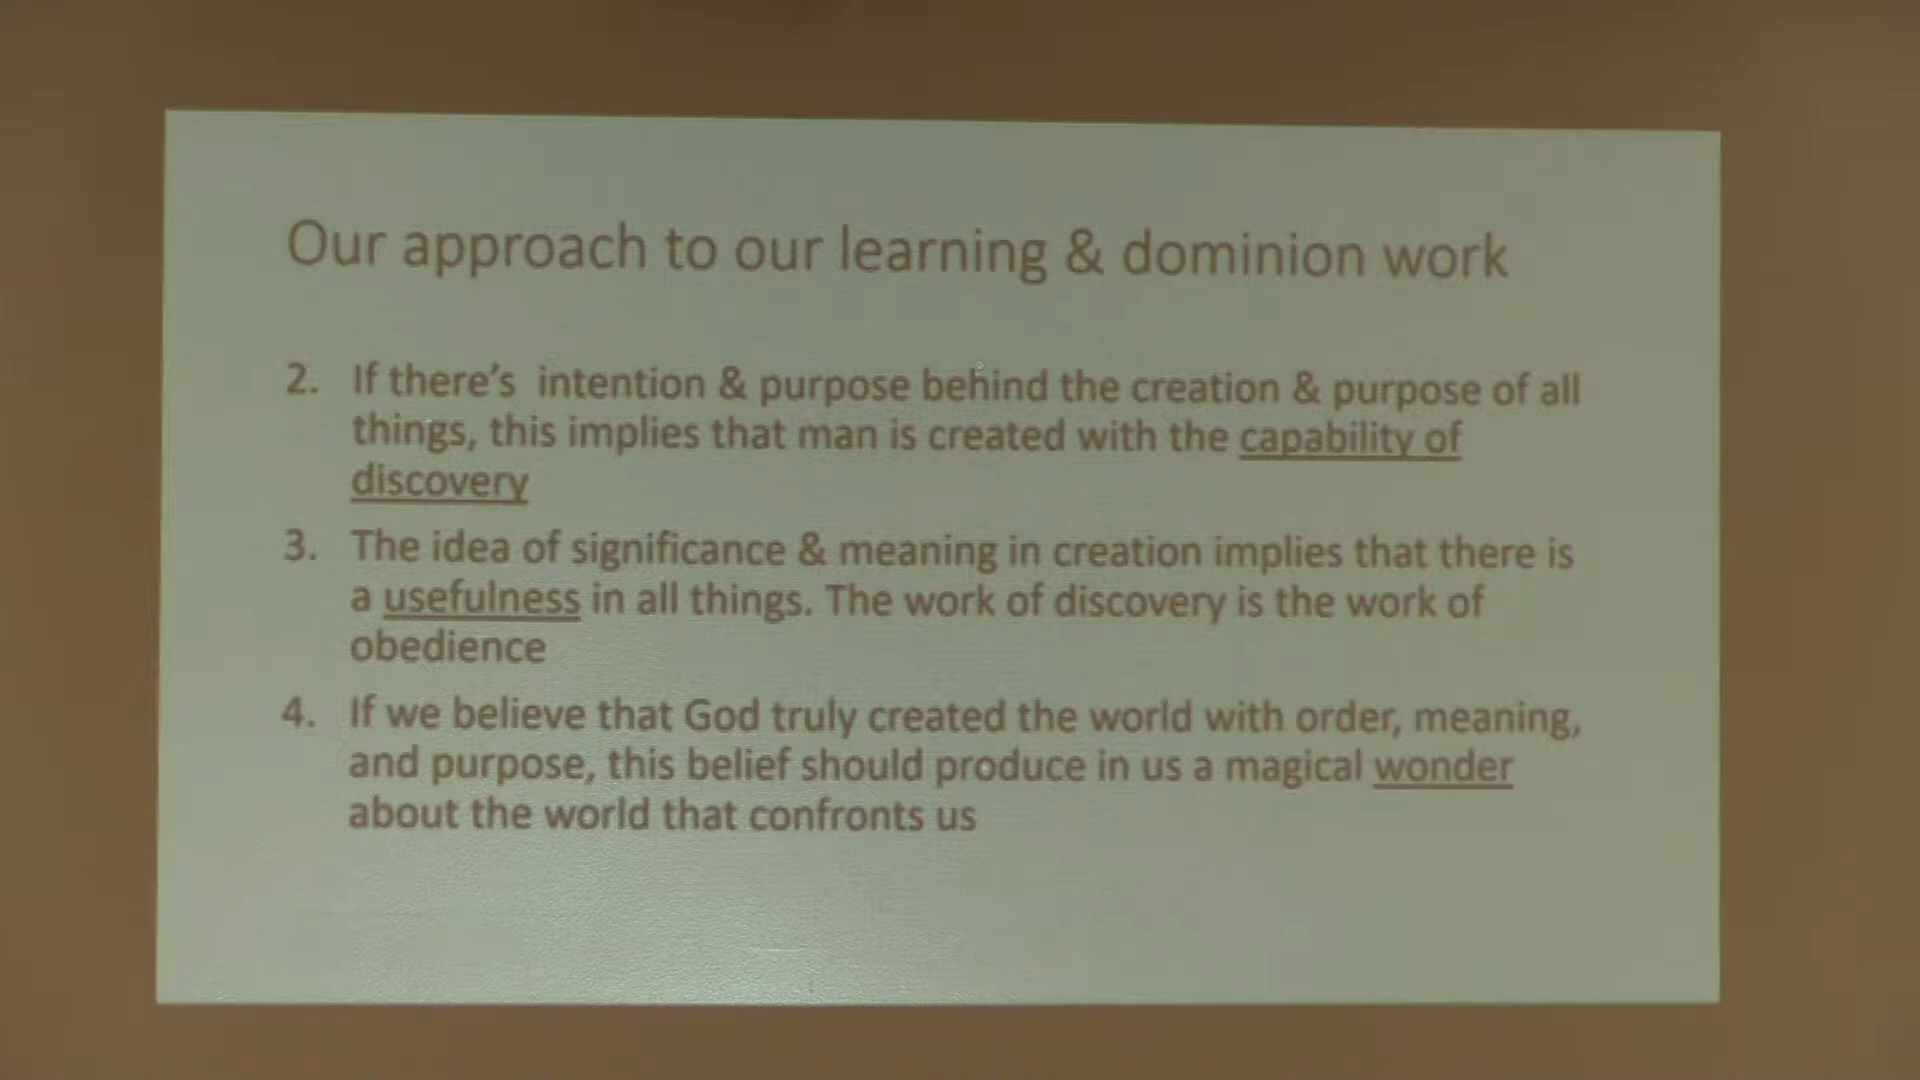 Our approach to our learning & dominion work
2. If there's intention & purpose behind the creation & purpose of all
things, this implies that man is created with the capability of
discovery
3. The idea of significance & meaning in creation implies that there is
a usefulness in all things. The work of discovery is the work of
obedience
4. If we believe that God truly created the world with order, meaning,
and purpose, this belief should produce in us a magical wonder
about the world that confronts us